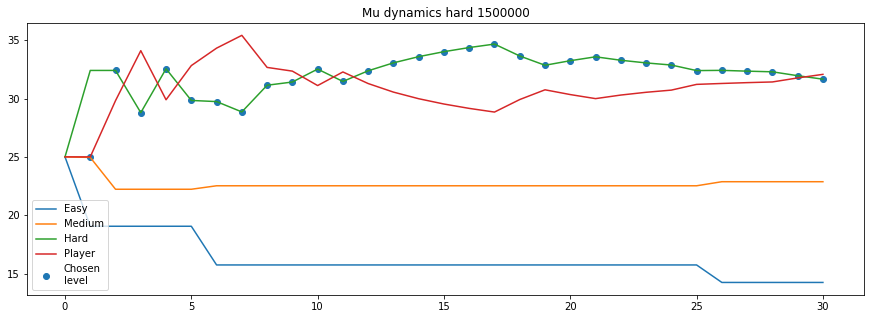 Mu dynamics hard 1500000
35
30
25
20
15
Easy
Medium
Hard
Player
Chosen
level
0 5 10 15 20 25 30